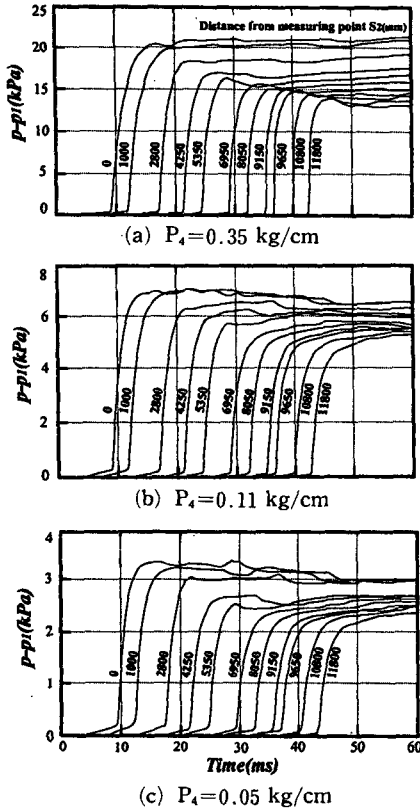 Distance from measuring point S2(mm)
p-p1(kPa)
25
20
15
10
5
0
0 1000 2800 4250 5350 6950 8050 9150 9650 10800 11800
(a) P₄=0.35 kg/cm
p-p1(kPa)
8
6
4
2
0
0 1000 2800 4250 5350 6950 8050 9150 9650 10800 11800
(b) P₄=0.11 kg/cm
p-p1(kPa)
4
3
2
1
0
0 1000 2800 4250 5350 6950 8050 9150 9650 10800 11800
0 10 20 30 40 50 60
Time(ms)
(c) P₄=0.05 kg/cm